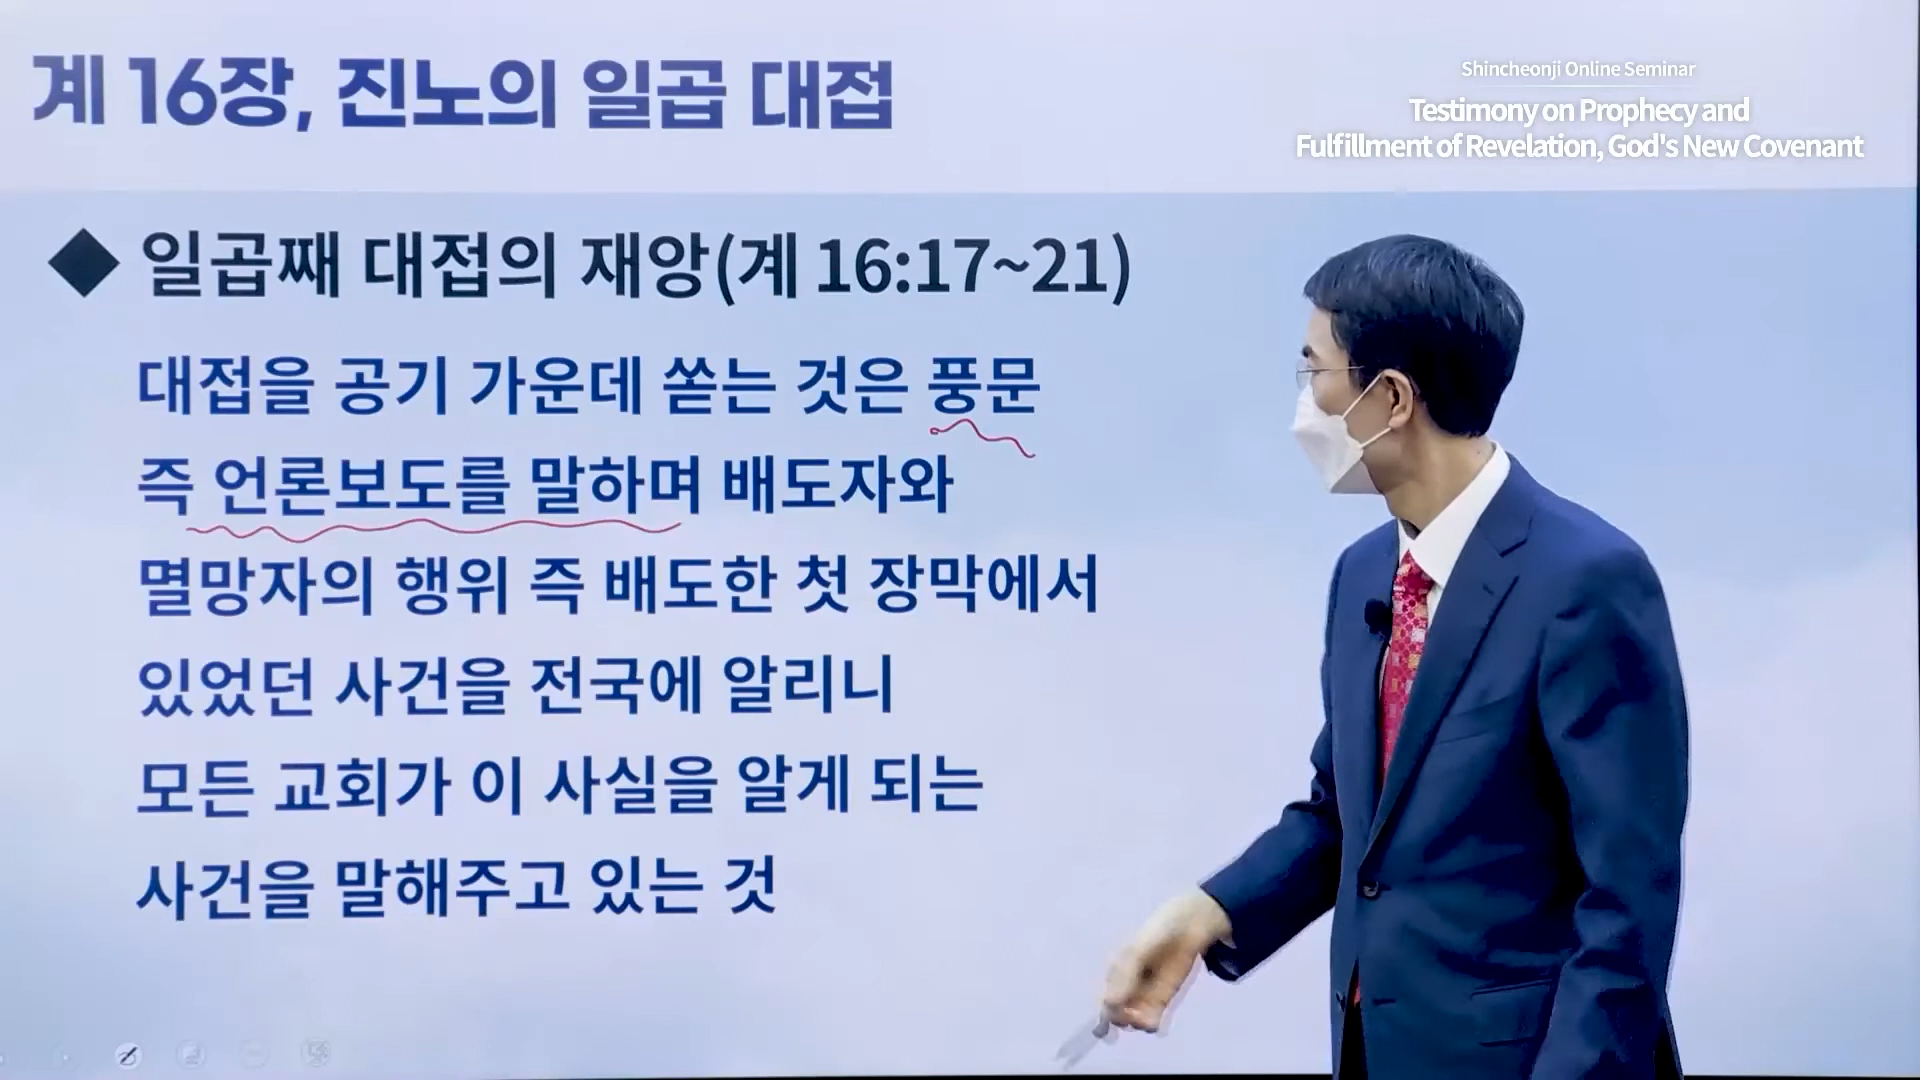 계 16장, 진노의 일곱 대접
Shincheonji Online Seminar
Testimony on Prophecy and
Fulfillment of Revelation, God's New Covenant
◆ 일곱째 대접의 재앙(계 16:17~21)
대접을 공기 가운데 쏟는 것은 풍문
즉 언론보도를 말하며 배도자와
멸망자의 행위 즉 배도한 첫 장막에서
있었던 사건을 전국에 알리니
모든 교회가 이 사실을 알게 되는
사건을 말해주고 있는 것